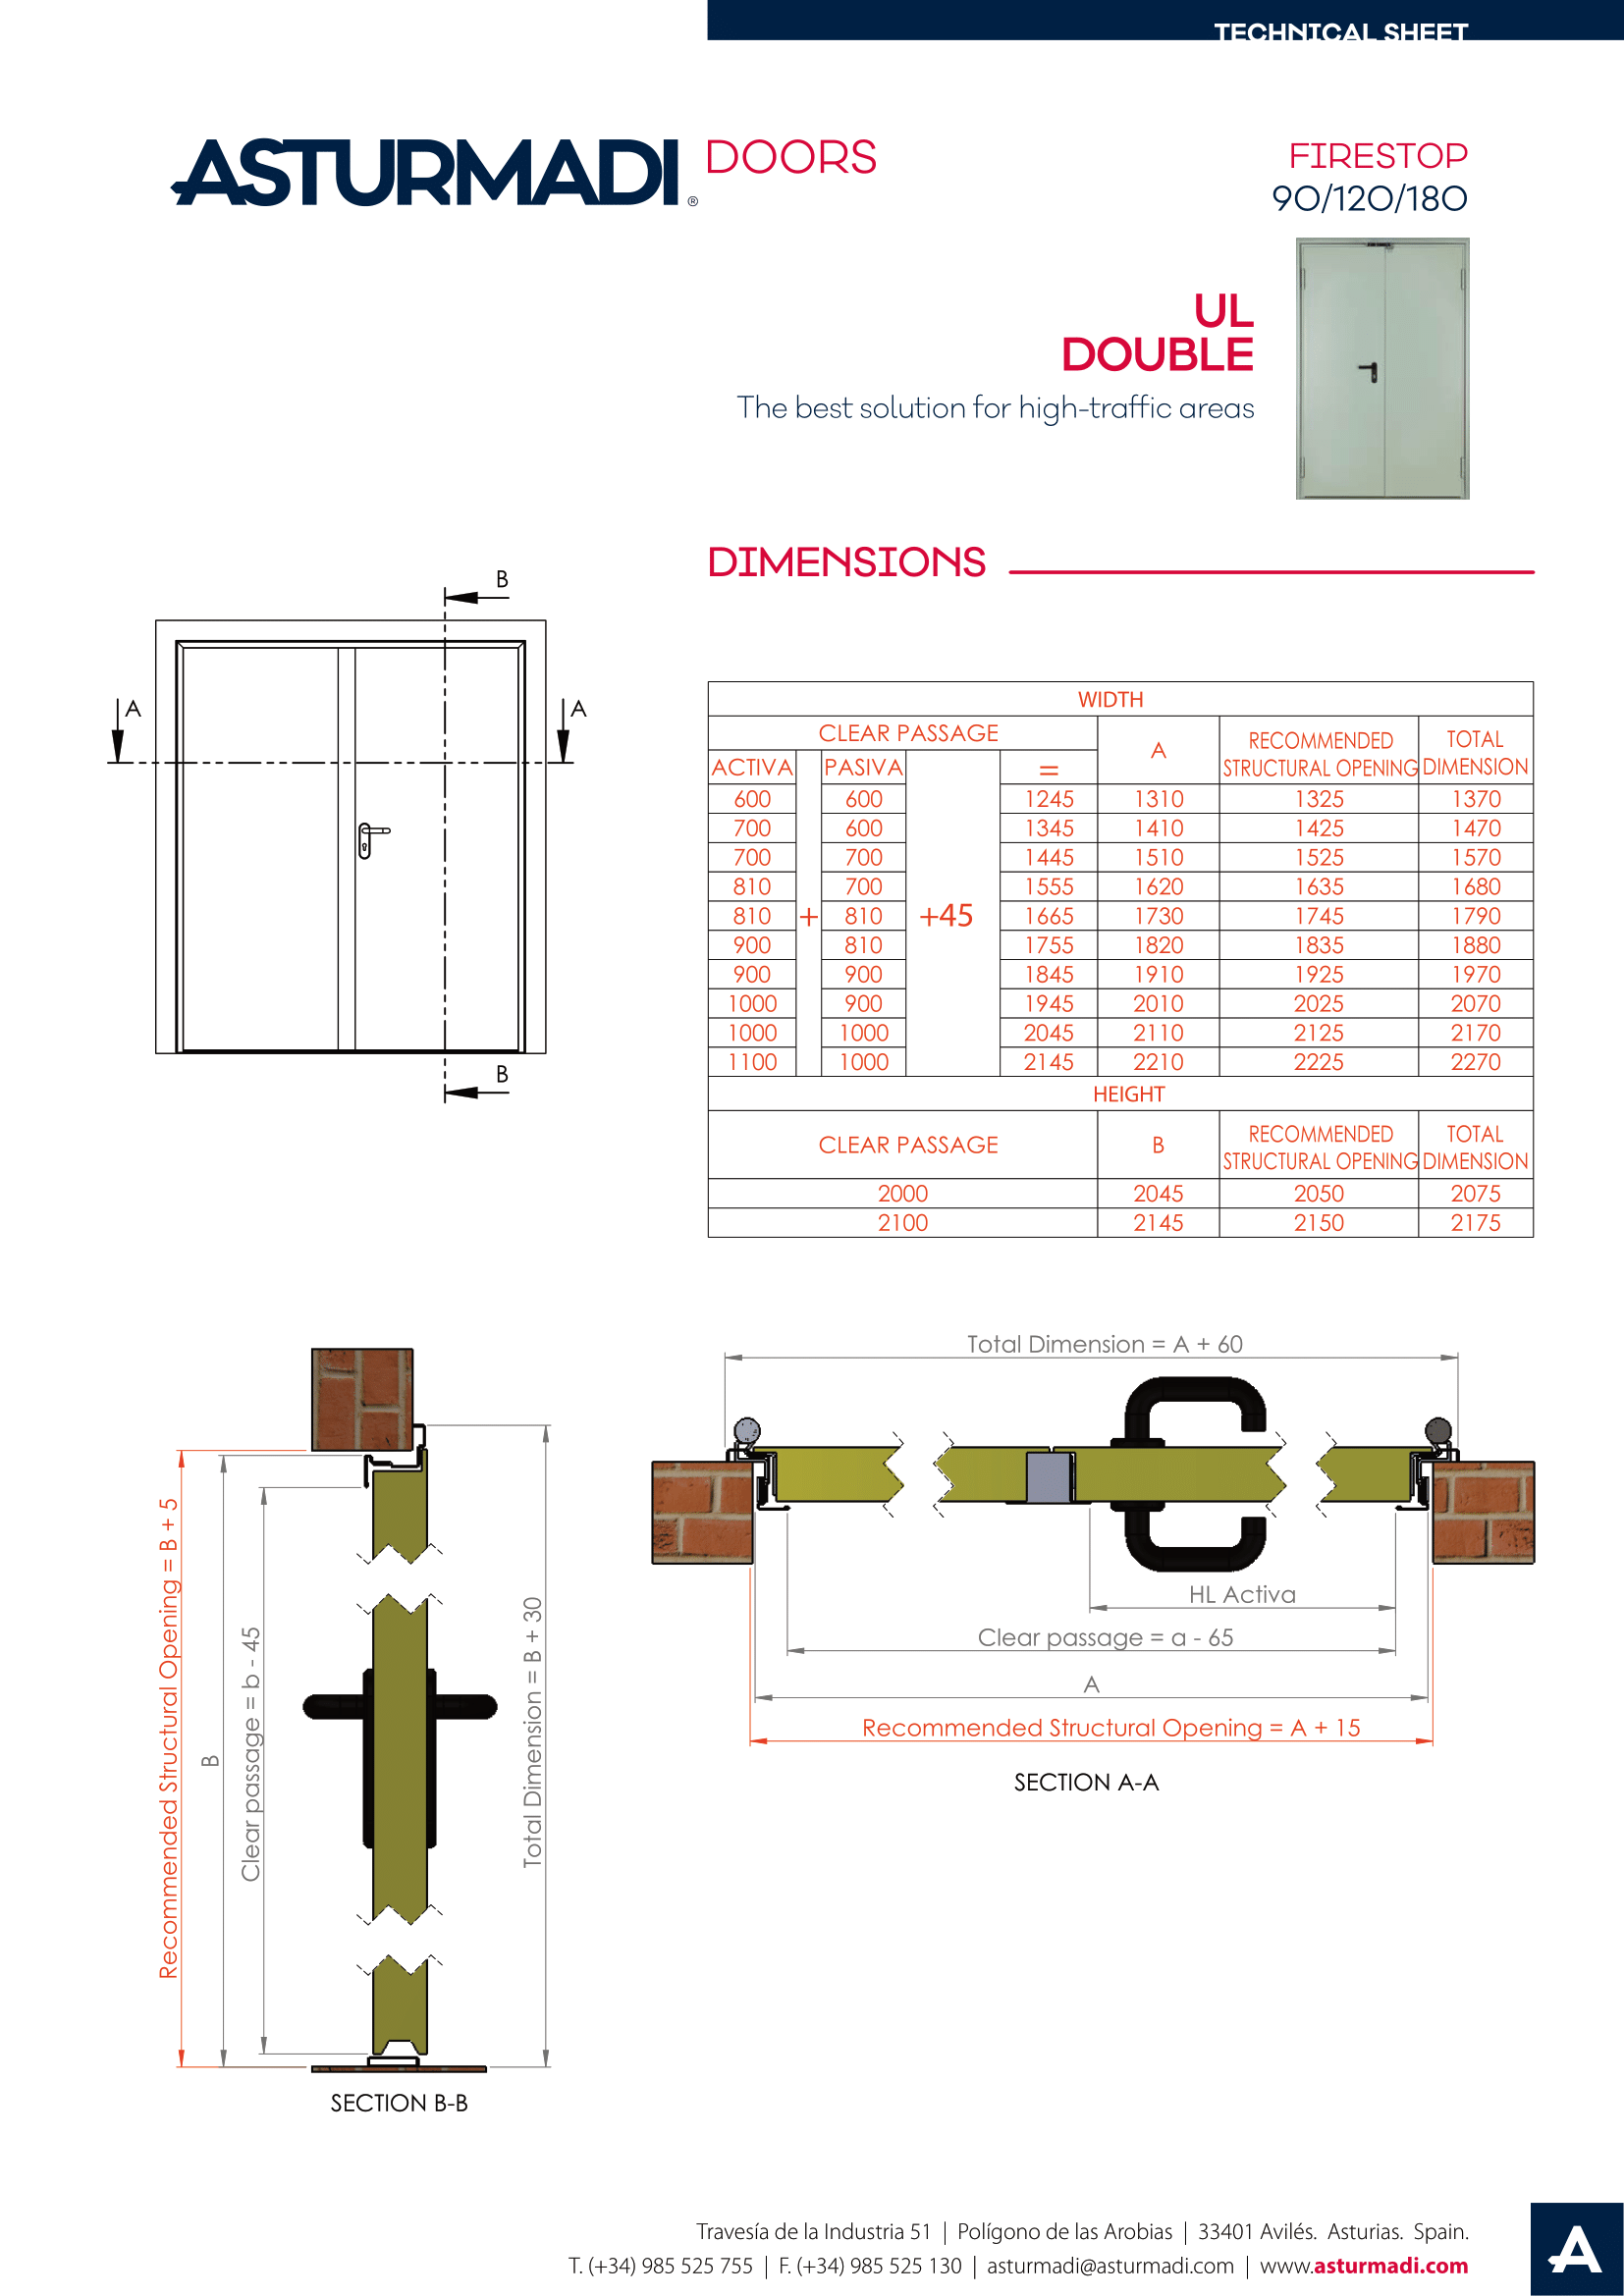 TECHNICAL SHEET
ASTURMADI® DOORS
FIRESTOP
90/120/180
UL
DOUBLE
The best solution for high-traffic areas
DIMENSIONS
B
A A
B
WIDTH
CLEAR PASSAGE A RECOMMENDED STRUCTURAL OPENING TOTAL DIMENSION
ACTIVA PASIVA =
600 600 1245 1310 1325 1370
700 600 1345 1410 1425 1470
700 700 1445 1510 1525 1570
810 700 1555 1620 1635 1680
810 + 810 +45 1665 1730 1745 1790
900 810 1755 1820 1835 1880
900 900 1845 1910 1925 1970
1000 900 1945 2010 2025 2070
1000 1000 2045 2110 2125 2170
1100 1000 2145 2210 2225 2270
HEIGHT
CLEAR PASSAGE B RECOMMENDED STRUCTURAL OPENING TOTAL DIMENSION
2000 2045 2050 2075
2100 2145 2150 2175
Recommended Structural Opening = B + 5
B
Clear passage = b - 45
Total Dimension = B + 30
SECTION B-B
Total Dimension = A + 60
HL Activa
Clear passage = a - 65
A
Recommended Structural Opening = A + 15
SECTION A-A
Travesía de la Industria 51 | Polígono de las Arobias | 33401 Avilés. Asturias. Spain.
T. (+34) 985 525 755 | F. (+34) 985 525 130 | asturmadi@asturmadi.com | www.asturmadi.com
A